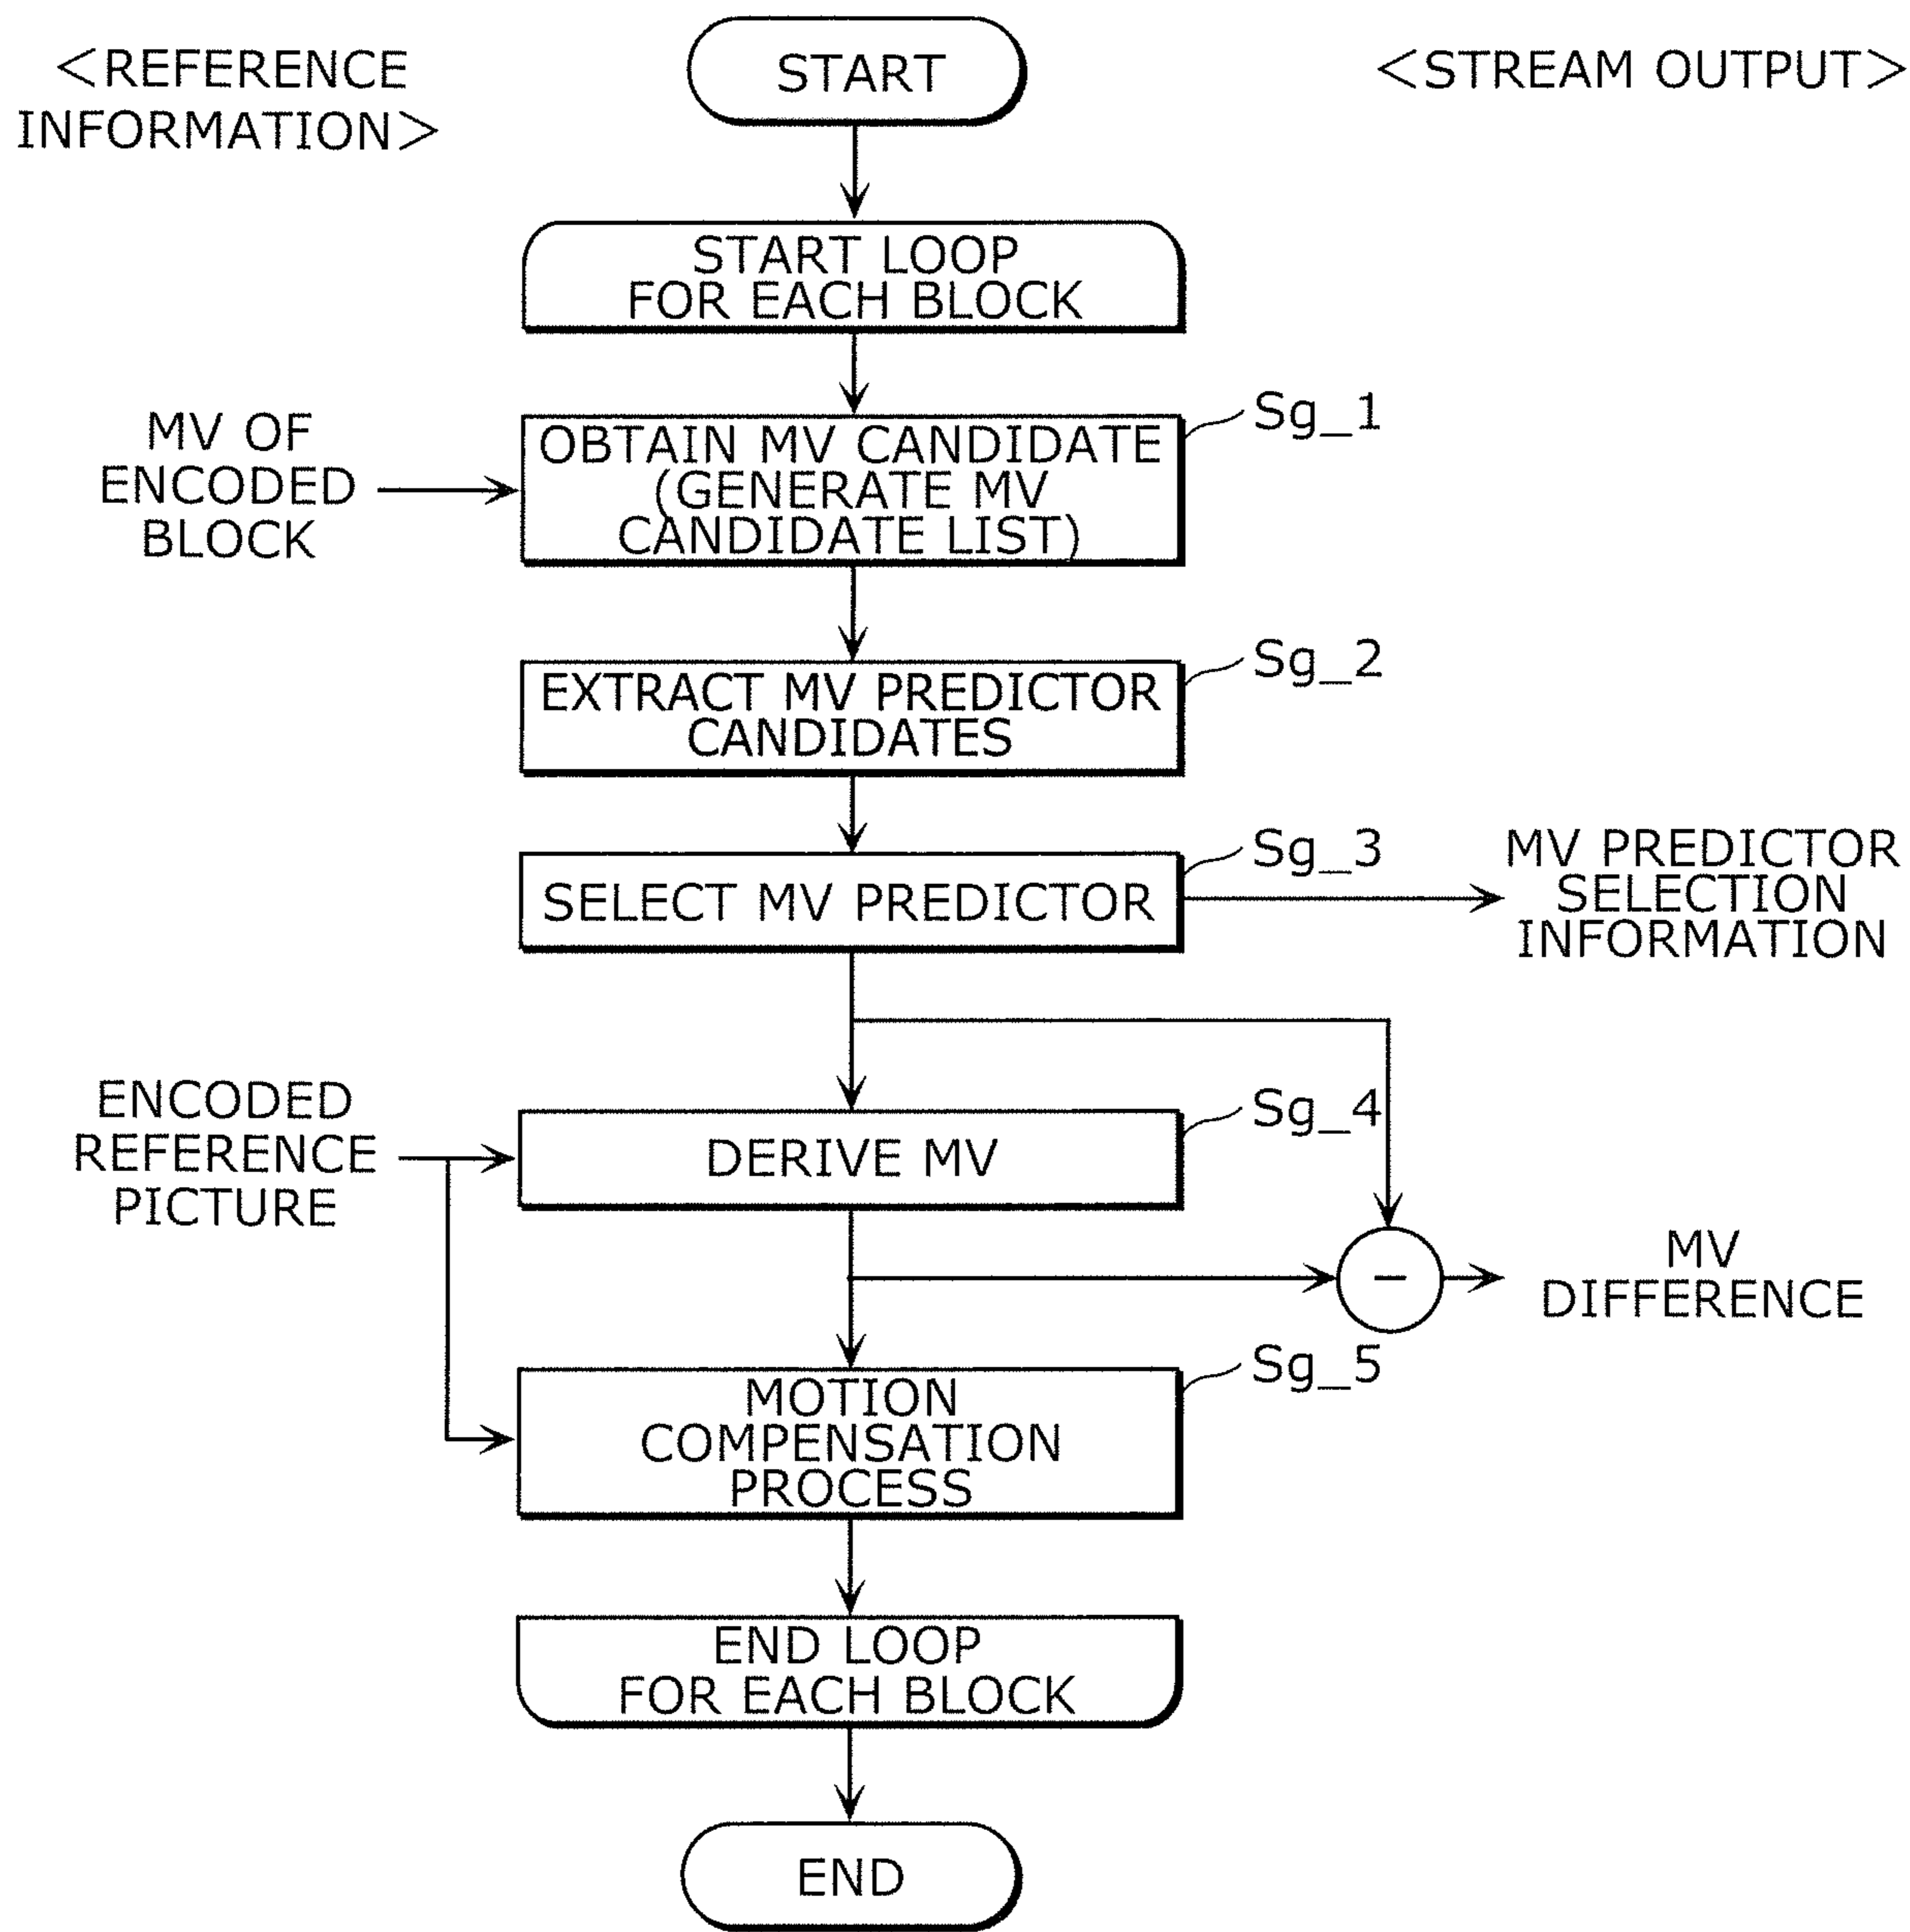 <REFERENCE
INFORMATION>
START
<STREAM OUTPUT>
START LOOP
FOR EACH BLOCK
MV OF
ENCODED
BLOCK
OBTAIN MV CANDIDATE
(GENERATE MV
CANDIDATE LIST)
Sg_1
EXTRACT MV PREDICTOR
CANDIDATES
Sg_2
SELECT MV PREDICTOR
Sg_3
MV PREDICTOR
SELECTION
INFORMATION
ENCODED
REFERENCE
PICTURE
DERIVE MV
Sg_4
−
MV
DIFFERENCE
MOTION
COMPENSATION
PROCESS
Sg_5
END LOOP
FOR EACH BLOCK
END